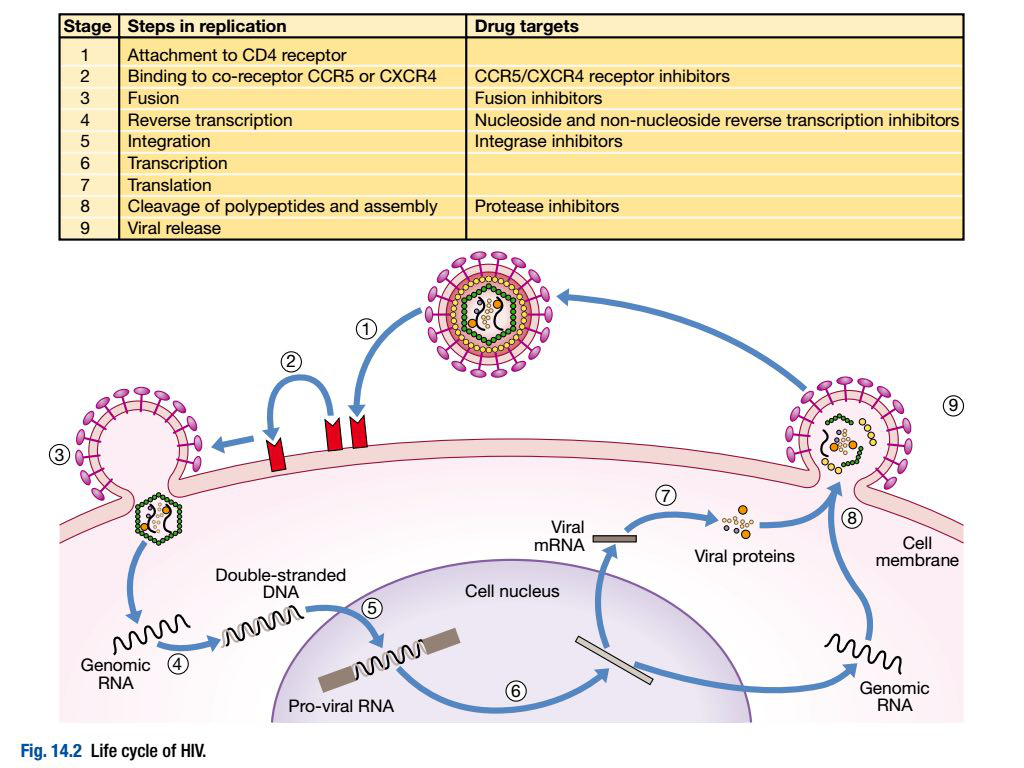 Stage Steps in replication Drug targets
1 Attachment to CD4 receptor
2 Binding to co-receptor CCR5 or CXCR4 CCR5/CXCR4 receptor inhibitors
3 Fusion Fusion inhibitors
4 Reverse transcription Nucleoside and non-nucleoside reverse transcription inhibitors
5 Integration Integrase inhibitors
6 Transcription
7 Translation
8 Cleavage of polypeptides and assembly Protease inhibitors
9 Viral release
1
2
9
3
7
8
Viral
mRNA
Viral proteins
Cell
membrane
Double-stranded
DNA
Cell nucleus
5
4
Genomic
RNA
6
Pro-viral RNA
Genomic
RNA
Fig. 14.2 Life cycle of HIV.